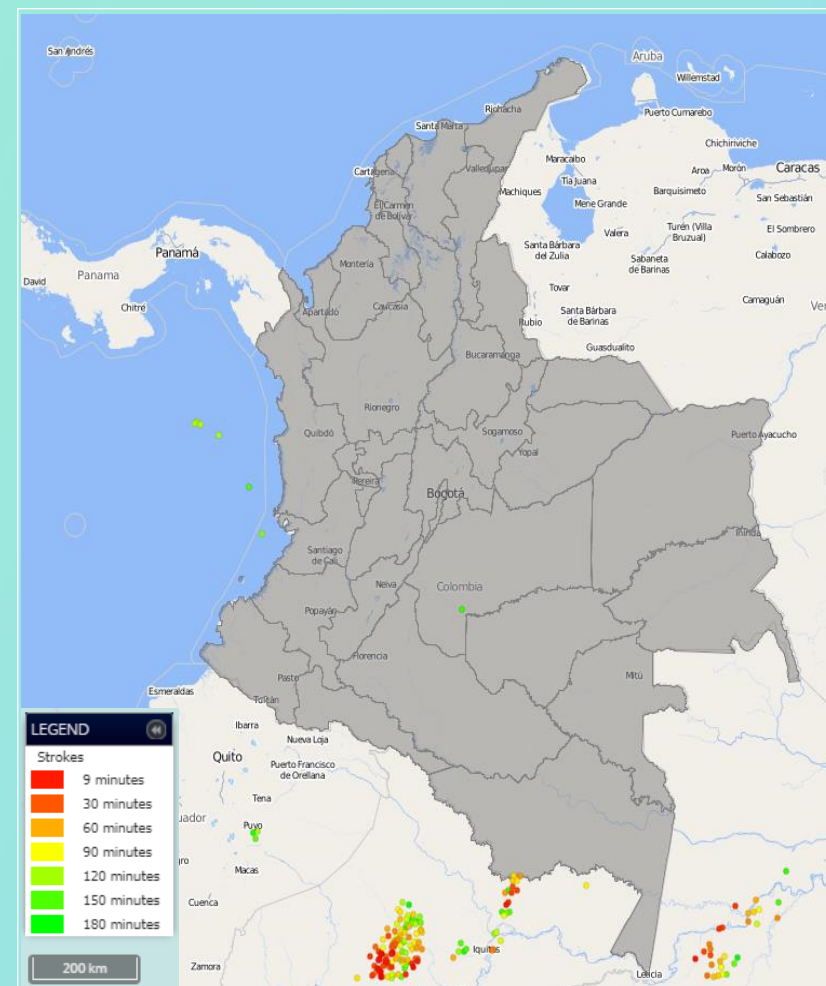 San Andrés
Aruba
Willemstad
Riohacha
Puerto Cumarebo
Santa Marta
Chichiriviche
Maracaibo
Morón
Caracas
Cartagena
Valledupar
Aroa
Tía Juana
Machiques
Barquisimeto
San Sebastián
Mene Grande
El Carmen
de Bolívar
Turén (Villa
Bruzual)
El Sombrero
Valera
Panamá
Santa Bárbara
del Zulia
Sabaneta
de Barinas
Calabozo
Montería
David
Panama
Tovar
Camaguán
Chitré
Caucasia
Apartadó
Santa Bárbara
de Barinas
Ven
Rubio
Guasdualito
Bucaramanga
Rionegro
Quibdó
Sogamoso
Puerto Ayacucho
Yopal
Pereira
Bogotá
Inírida
Santiago
de Cali
Neiva
Colombia
Popayán
Florencia
Mitú
Pasto
Esmeraldas
Tulcán
Ibarra
LEGEND
Nueva Loja
Strokes
Quito
Puerto Francisco
de Orellana
9 minutes
30 minutes
Tena
60 minutes
cuador
Puyo
90 minutes
120 minutes
gro
Macas
150 minutes
Cuenca
180 minutes
Iquitos
200 km
Zamora
Leticia